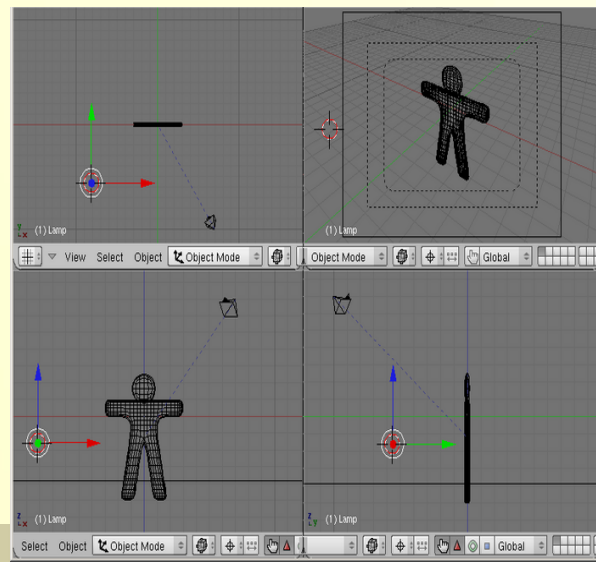 (1) Lamp
(1) Lamp
View Select Object Object Mode
Object Mode Global
(1) Lamp
(1) Lamp
Select Object Object Mode
Global